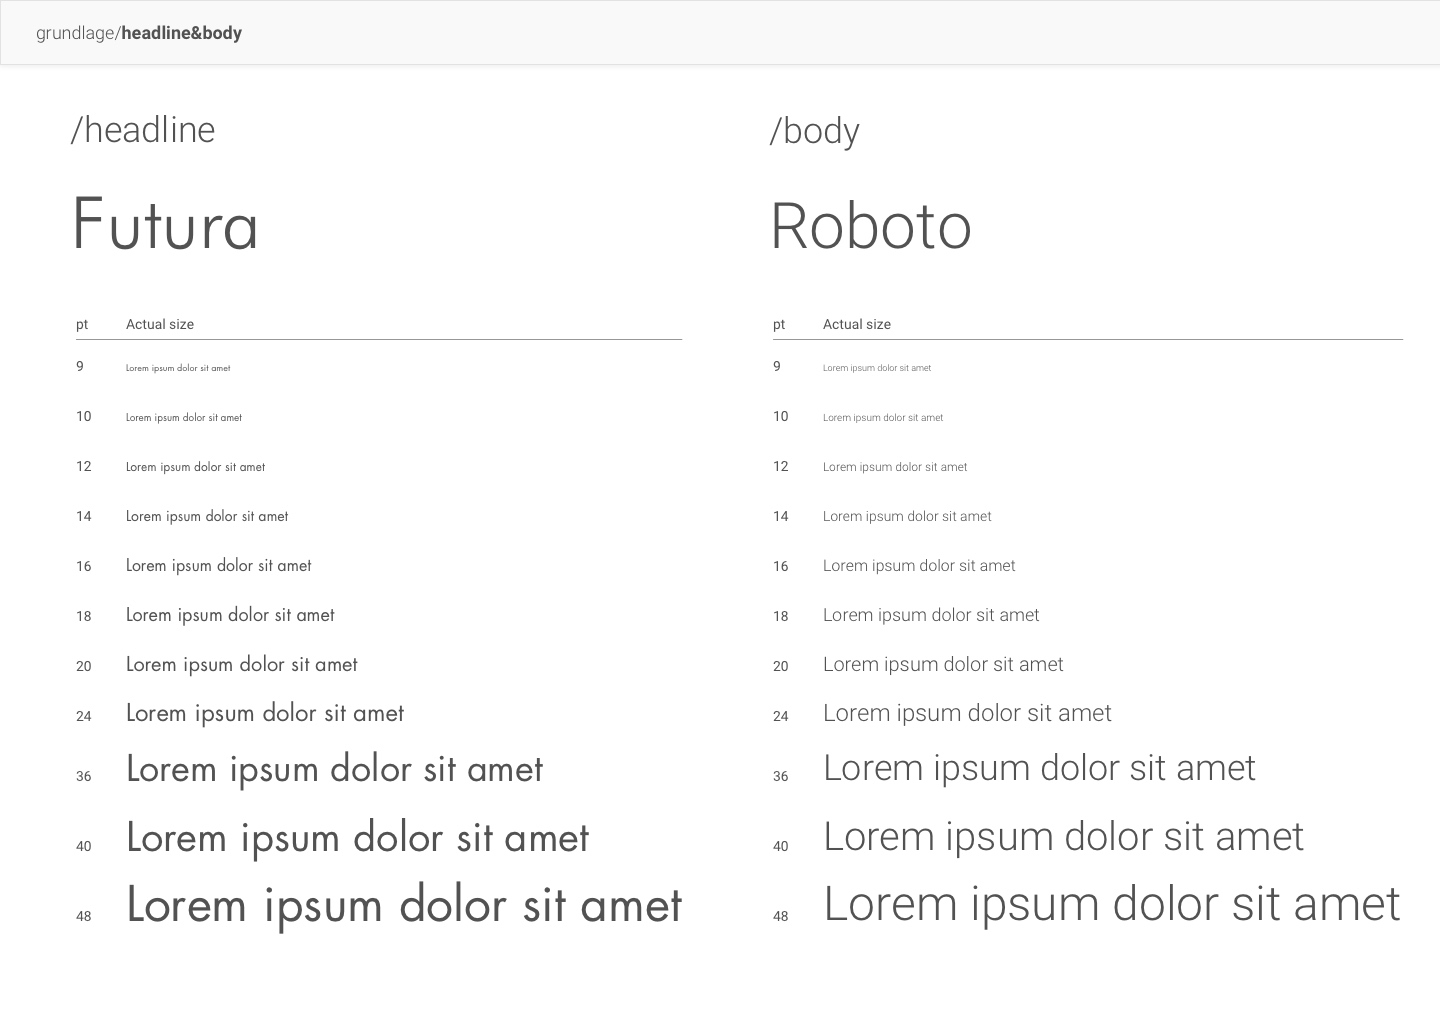 grundlage/headline&body
/headline
Futura
pt Actual size
9 Lorem ipsum dolor sit amet
10 Lorem ipsum dolor sit amet
12 Lorem ipsum dolor sit amet
14 Lorem ipsum dolor sit amet
16 Lorem ipsum dolor sit amet
18 Lorem ipsum dolor sit amet
20 Lorem ipsum dolor sit amet
24 Lorem ipsum dolor sit amet
36 Lorem ipsum dolor sit amet
40 Lorem ipsum dolor sit amet
48 Lorem ipsum dolor sit amet
/body
Roboto
pt Actual size
9 Lorem ipsum dolor sit amet
10 Lorem ipsum dolor sit amet
12 Lorem ipsum dolor sit amet
14 Lorem ipsum dolor sit amet
16 Lorem ipsum dolor sit amet
18 Lorem ipsum dolor sit amet
20 Lorem ipsum dolor sit amet
24 Lorem ipsum dolor sit amet
36 Lorem ipsum dolor sit amet
40 Lorem ipsum dolor sit amet
48 Lorem ipsum dolor sit amet